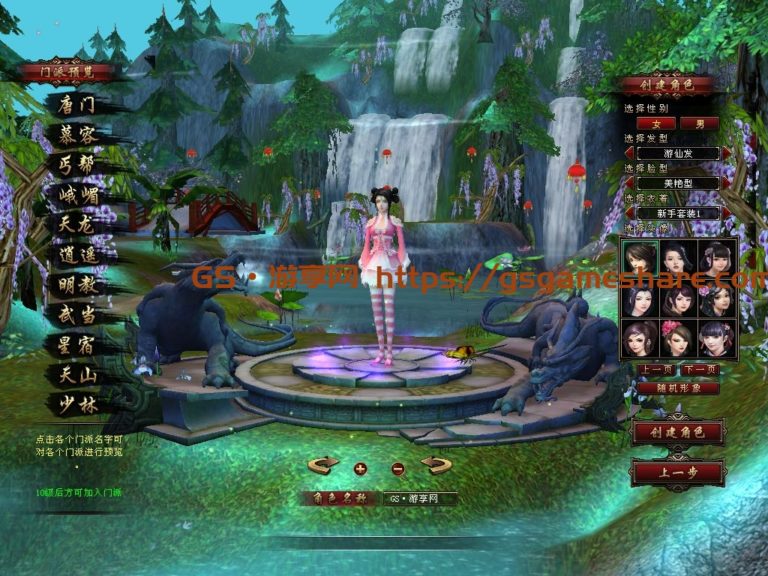 门派预览
唐门
慕容
丐帮
峨嵋
天龙
逍遥
明教
武当
星宿
天山
少林
点击各个门派名字可
对各个门派进行预览
10级后方可加入门派
GS·游享网 https://gsgameshare.com
角色名称 GS·游享网
创建角色
选择性别
女 男
选择发型
游仙发
选择脸型
美艳型
选择衣着
新手套装1
选择头像
上一页 下一页
随机形象
创建角色
上一步